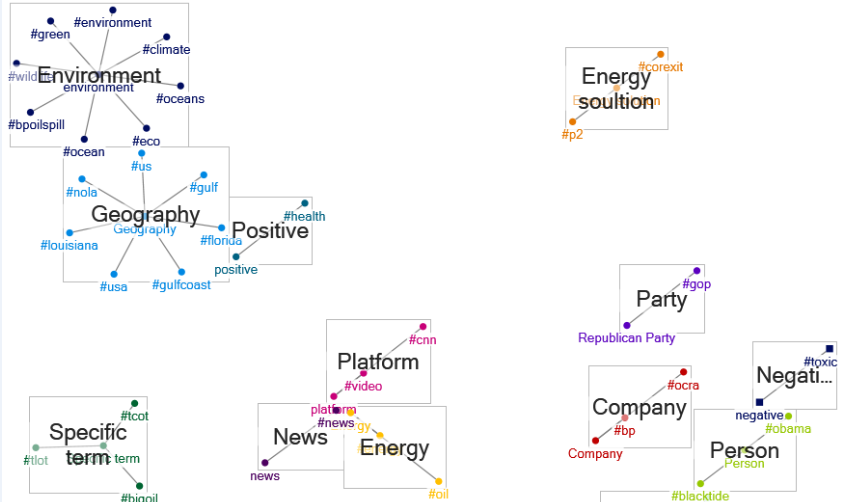 #environment
#green
#climate
#wildlife
Environment
environment
#oceans
#bpoilspill
#eco
#ocean
#us
#nola
#gulf
Geography
Geography
#louisiana
#florida
#usa
#gulfcoast
#health
Positive
positive
#corexit
Energy
soultion
#p2
#gop
Party
Republican Party
#cnn
Platform
#video
platform
#news
News
news
Energy
#oil
#tcot
Specific
term
#tlot
#bigoil
#ocra
Company
#bp
Company
#toxic
Negati...
negative
#obama
Person
Person
#blacktide